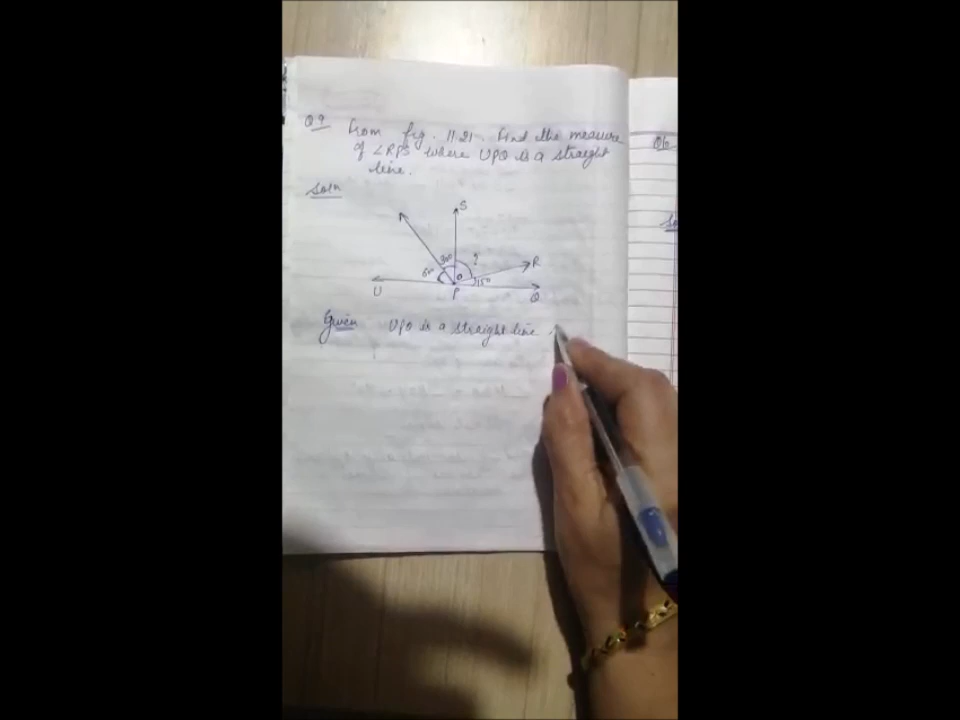 Q9 From fig. 11.21. Find the measure
of ∠RPS where UPQ is a straight
line.
Soln
S
R
15°
U
P
Q
Given UPQ is a straight line